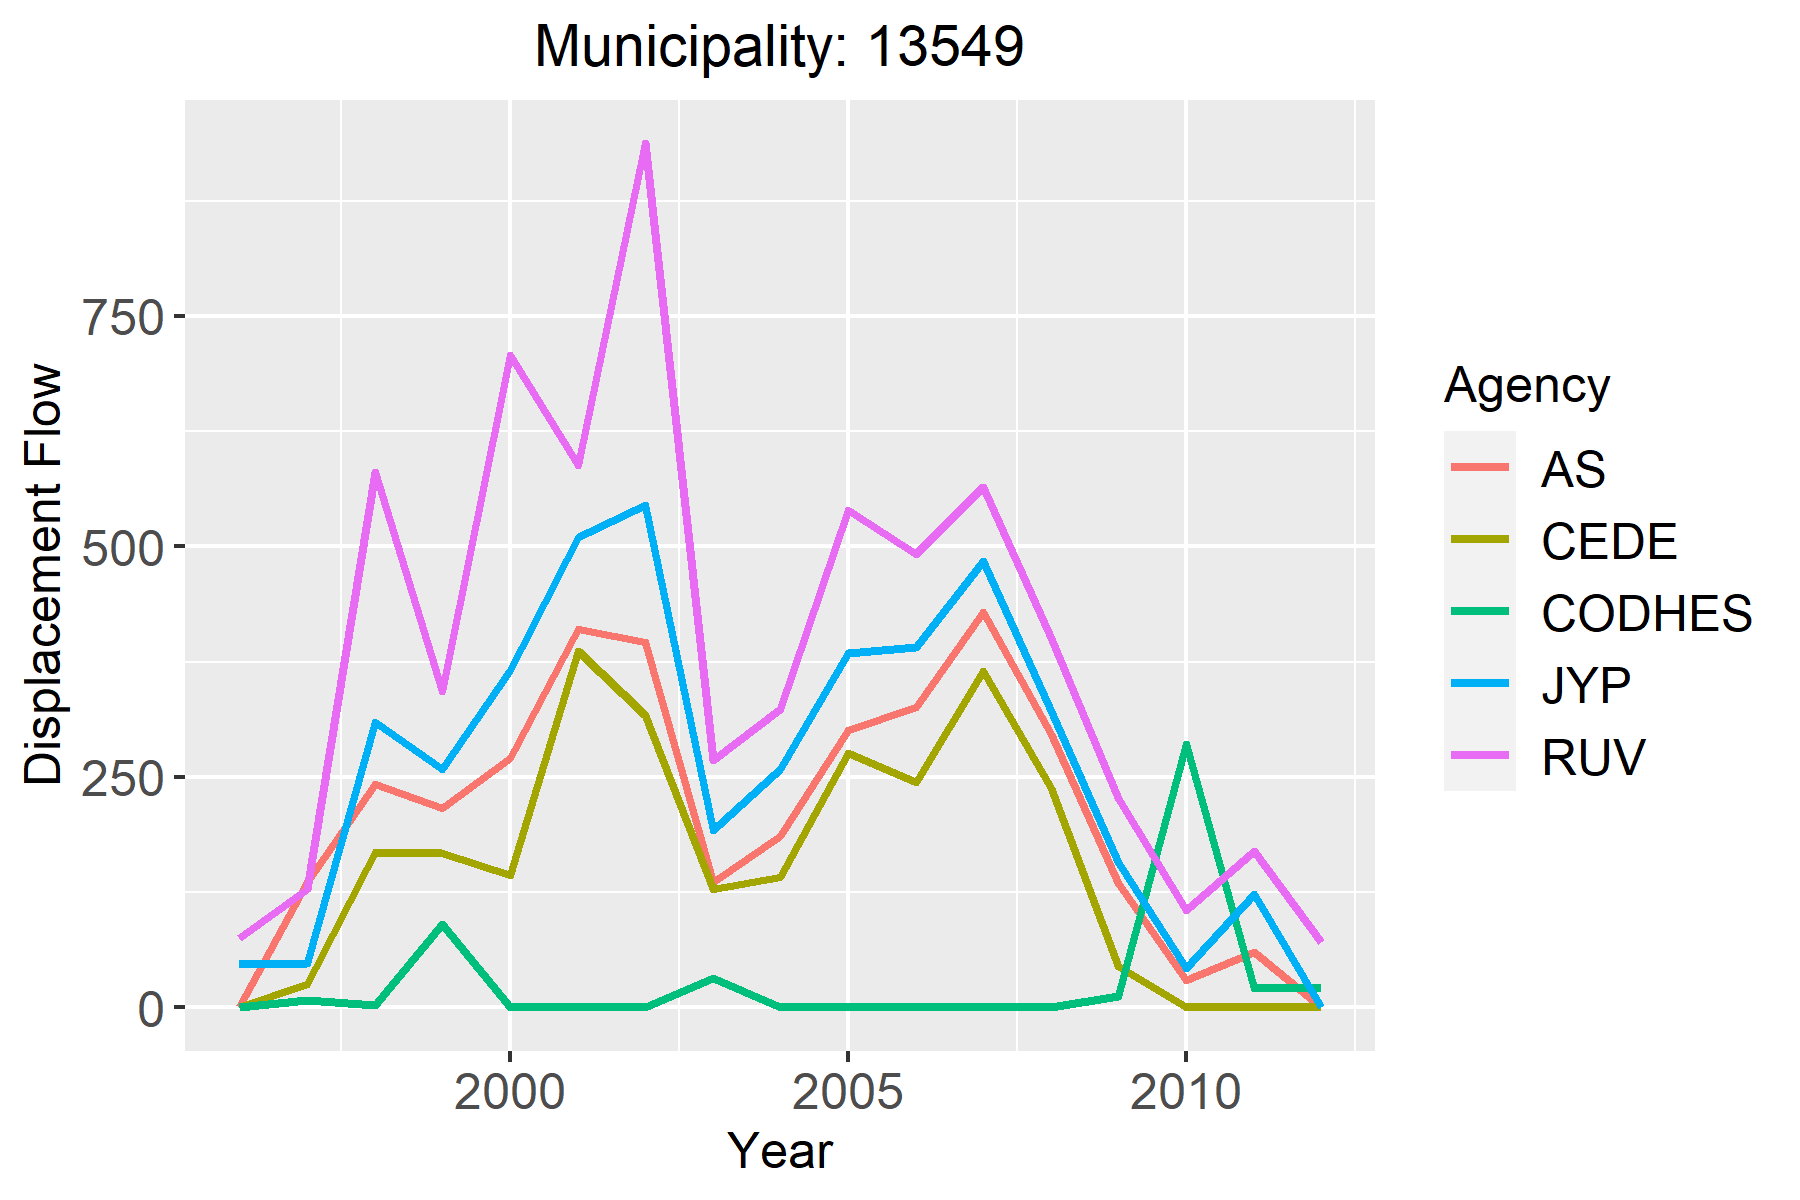 Municipality: 13549
Displacement Flow
750
500
250
0
2000 2005 2010
Year
Agency
AS
CEDE
CODHES
JYP
RUV